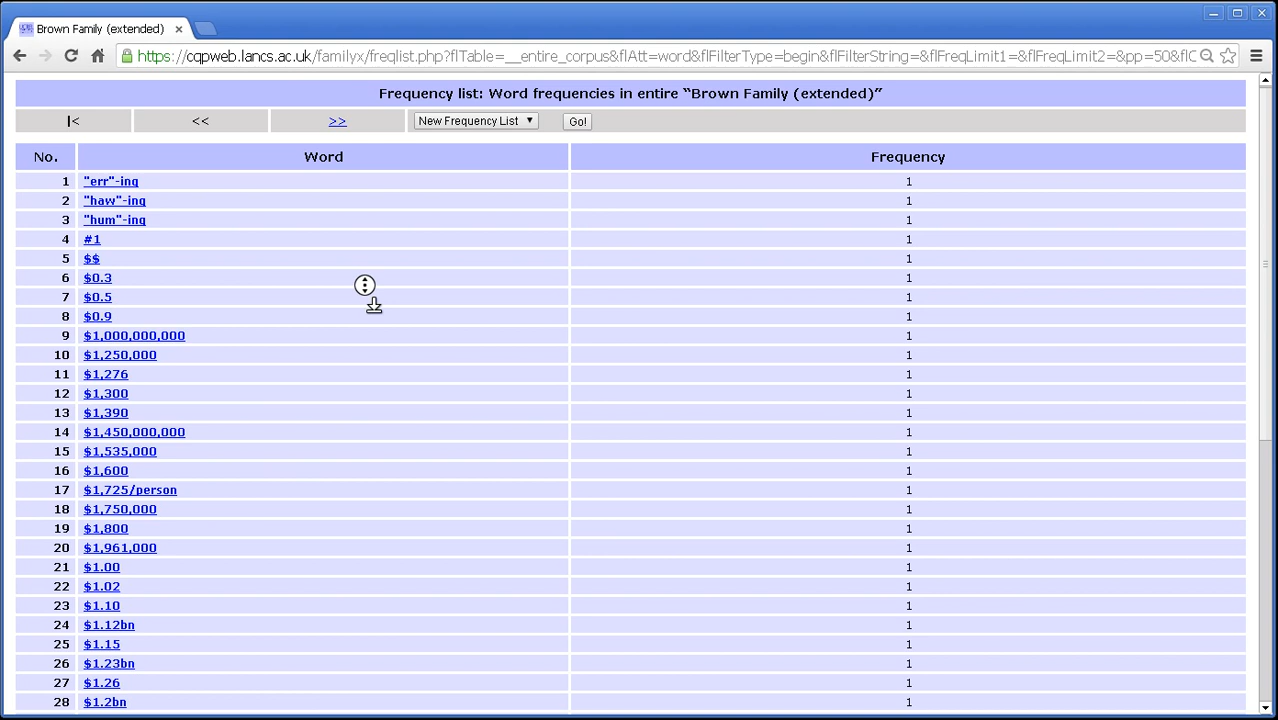 Brown Family (extended)
https://cqpweb.lancs.ac.uk/familyx/freqlist.php?flTable=__entire_corpus&flAtt=word&flFilterType=begin&flFilterString=&flFreqLimit1=&flFreqLimit2=&pp=50&flC
Frequency list: Word frequencies in entire “Brown Family (extended)”
|< << >> New Frequency List Go!
No. Word Frequency
1 "err"-ing 1
2 "haw"-ing 1
3 "hum"-ing 1
4 #1 1
5 $$ 1
6 $0.3 1
7 $0.5 1
8 $0.9 1
9 $1,000,000,000 1
10 $1,250,000 1
11 $1,276 1
12 $1,300 1
13 $1,390 1
14 $1,450,000,000 1
15 $1,535,000 1
16 $1,600 1
17 $1,725/person 1
18 $1,750,000 1
19 $1,800 1
20 $1,961,000 1
21 $1.00 1
22 $1.02 1
23 $1.10 1
24 $1.12bn 1
25 $1.15 1
26 $1.23bn 1
27 $1.26 1
28 $1.2bn 1